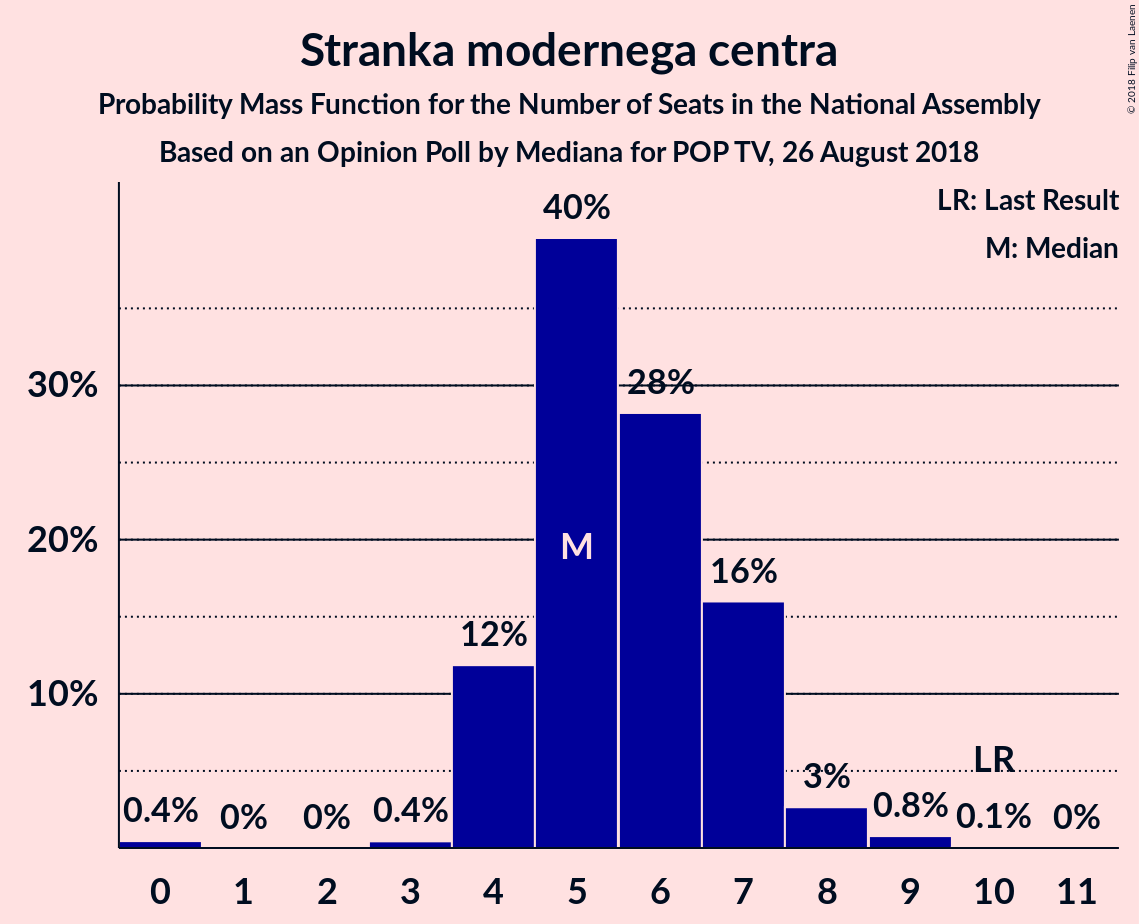 Stranka modernega centra
Probability Mass Function for the Number of Seats in the National Assembly
Based on an Opinion Poll by Mediana for POP TV, 26 August 2018
© 2018 Filip van Laenen
LR: Last Result
M: Median
40%
30%
28%
20%
M
16%
12%
10%
LR
3%
0.4% 0% 0% 0.4% 0.8% 0.1% 0%
0 1 2 3 4 5 6 7 8 9 10 11